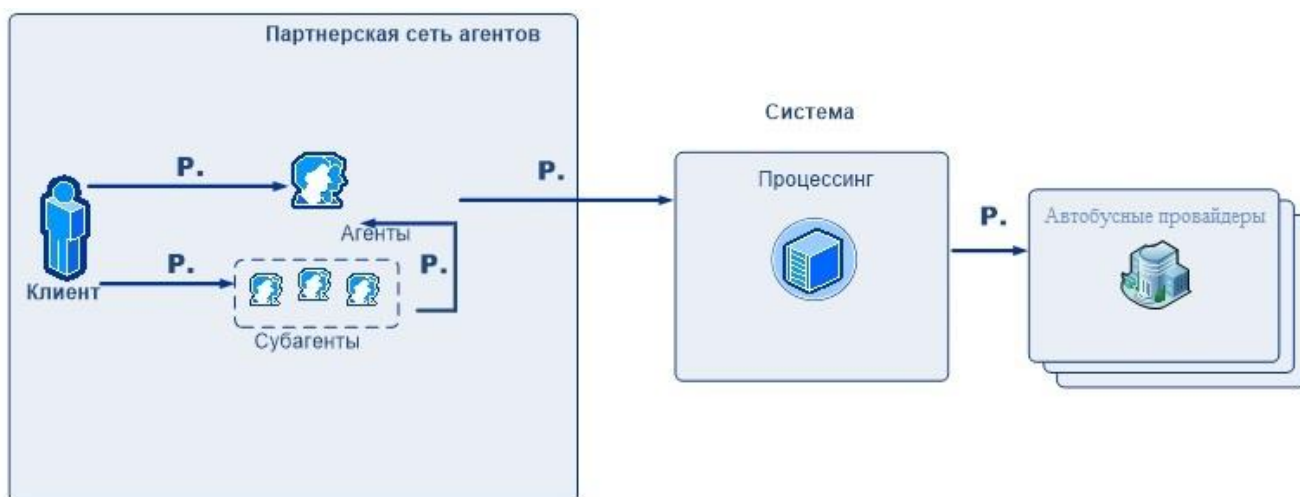 Партнерская сеть агентов
Система
Р.
Р.
Процессинг
Р.
Автобусные провайдеры
Агенты
Р.
Р.
Клиент
Субагенты